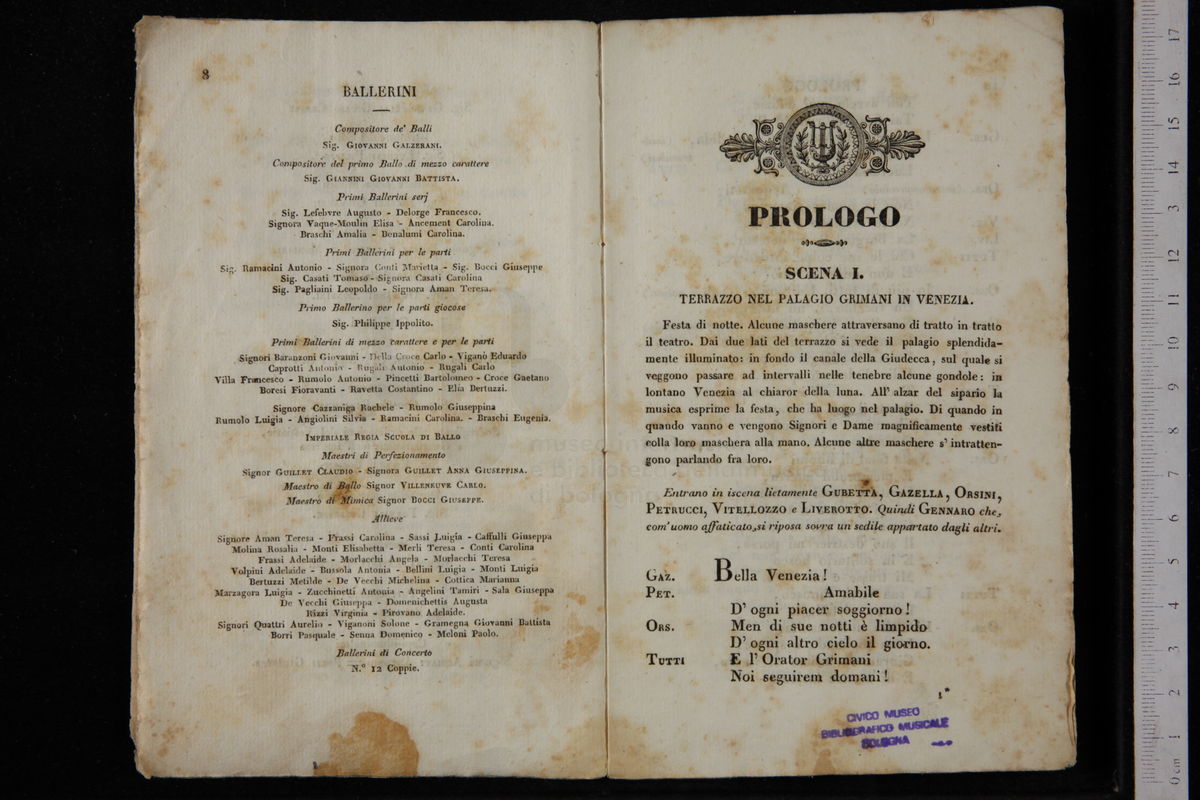 8
BALLERINI
Compositore de' Balli
Sig. GIOVANNI GALZERANI.
Compositore del primo Ballo di mezzo carattere
Sig. GIANNINI GIOVANNI BATTISTA.
Primi Ballerini serj
Sig. Lefebvre Augusto - Delorge Francesco.
Signora Vaque-Moulin Elisa - Ancement Carolina.
Braschi Amalia - Benalumi Carolina.
Primi Ballerini per le parti
Sig. Ramacini Antonio - Signora Conti Marietta - Sig. Bocci Giuseppe
Sig. Casati Tomaso - Signora Casati Carolina
Sig. Pagliaini Leopoldo - Signora Aman Teresa.
Primo Ballerino per le parti giocose
Sig. Philippe Ippolito.
Primi Ballerini di mezzo carattere e per le parti
Signori Baranzoni Giovanni - Della Croce Carlo - Viganò Eduardo
Caprotti Antonio - Rugali Antonio - Rugali Carlo
Villa Francesco - Rumolo Antonio - Pincetti Bartolomeo - Croce Gaetano
Boresi Fioravanti - Ravetta Costantino - Elia Bertuzzi.
Signore Cazzaniga Rachele - Rumolo Giuseppina
Rumolo Luigia - Angiolini Silvia - Ramacini Carolina. - Braschi Eugenia.
IMPERIALE REGIA SCUOLA DI BALLO
Maestri di Perfezionamento
Signor GUILLET CLAUDIO - Signora GUILLET ANNA GIUSEPPINA.
Maestro di Ballo Signor VILLENEUVE CARLO.
Maestro di Mimica Signor BOCCI GIUSEPPE.
Allieve
Signore Aman Teresa - Frassi Carolina - Sassi Luigia - Caffulli Giuseppa
Molina Rosalia - Monti Elisabetta - Merli Teresa - Conti Carolina
Frassi Adelaide - Morlacchi Angela - Morlacchi Teresa
Volpini Adelaide - Bussola Antonia - Bellini Luigia - Monti Luigia
Bertuzzi Metilde - De Vecchi Michelina - Cottica Marianna
Marzagora Luigia - Zucchinetti Antonia - Angelini Tamiri - Sala Giuseppa
De Vecchi Giuseppa - Domenichettis Augusta
Rizzi Virginia - Pirovano Adelaide.
Signori Quattri Aurelio - Viganoni Solone - Gramegna Giovanni Battista
Borri Pasquale - Senna Domenico - Meloni Paolo.
Ballerini di Concerto
N.º 12 Coppie.
PROLOGO
SCENA I.
TERRAZZO NEL PALAGIO GRIMANI IN VENEZIA.
Festa di notte. Alcune maschere attraversano di tratto in tratto
il teatro. Dai due lati del terrazzo si vede il palagio splendida-
mente illuminato: in fondo il canale della Giudecca, sul quale si
veggono passare ad intervalli nelle tenebre alcune gondole: in
lontano Venezia al chiaror della luna. All' alzar del sipario la
musica esprime la festa, che ha luogo nel palagio. Di quando in
quando vanno e vengono Signori e Dame magnificamente vestiti
colla loro maschera alla mano. Alcune altre maschere s' intratten-
gono parlando fra loro.
Entrano in iscena lietamente GUBETTA, GAZELLA, ORSINI,
PETRUCCI, VITELLOZZO e LIVEROTTO. Quindi GENNARO che,
com' uomo affaticato, si riposa sovra un sedile appartato dagli altri.
GAZ. Bella Venezia!
PET. Amabile
D' ogni piacer soggiorno!
ORS. Men di sue notti è limpido
D' ogni altro cielo il giorno.
TUTTI E l' Orator Grimani
Noi seguirem domani!
1*
CIVICO MUSEO
BIBLIOGRAFICO MUSICALE
BOLOGNA